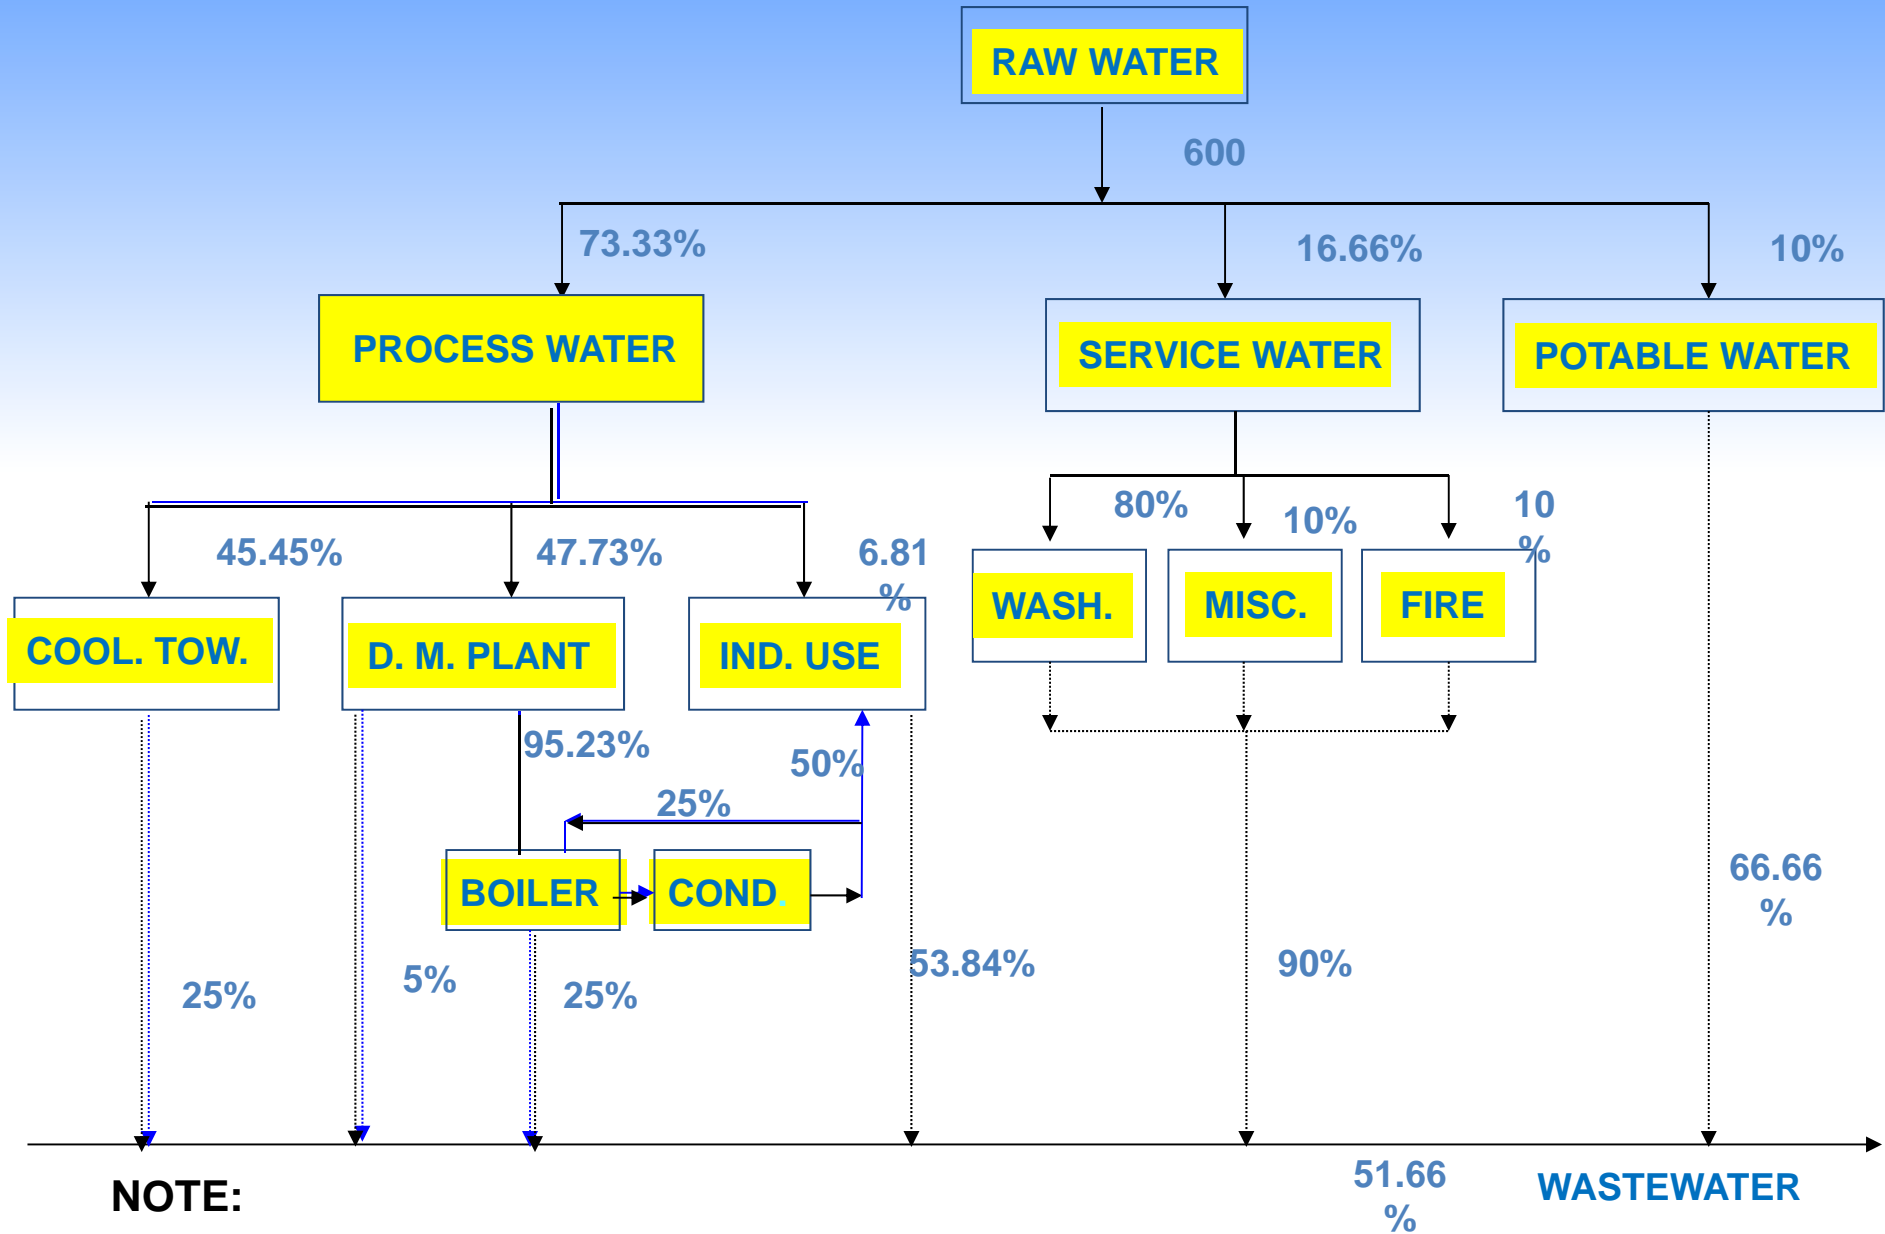 RAW WATER
600
73.33%
16.66%
10%
PROCESS WATER
SERVICE WATER
POTABLE WATER
45.45%
47.73%
6.81
%
80%
10%
10
%
COOL. TOW.
D. M. PLANT
IND. USE
WASH.
MISC.
FIRE
95.23%
50%
25%
BOILER
COND.
66.66
%
25%
5%
25%
53.84%
90%
NOTE:
51.66
%
WASTEWATER